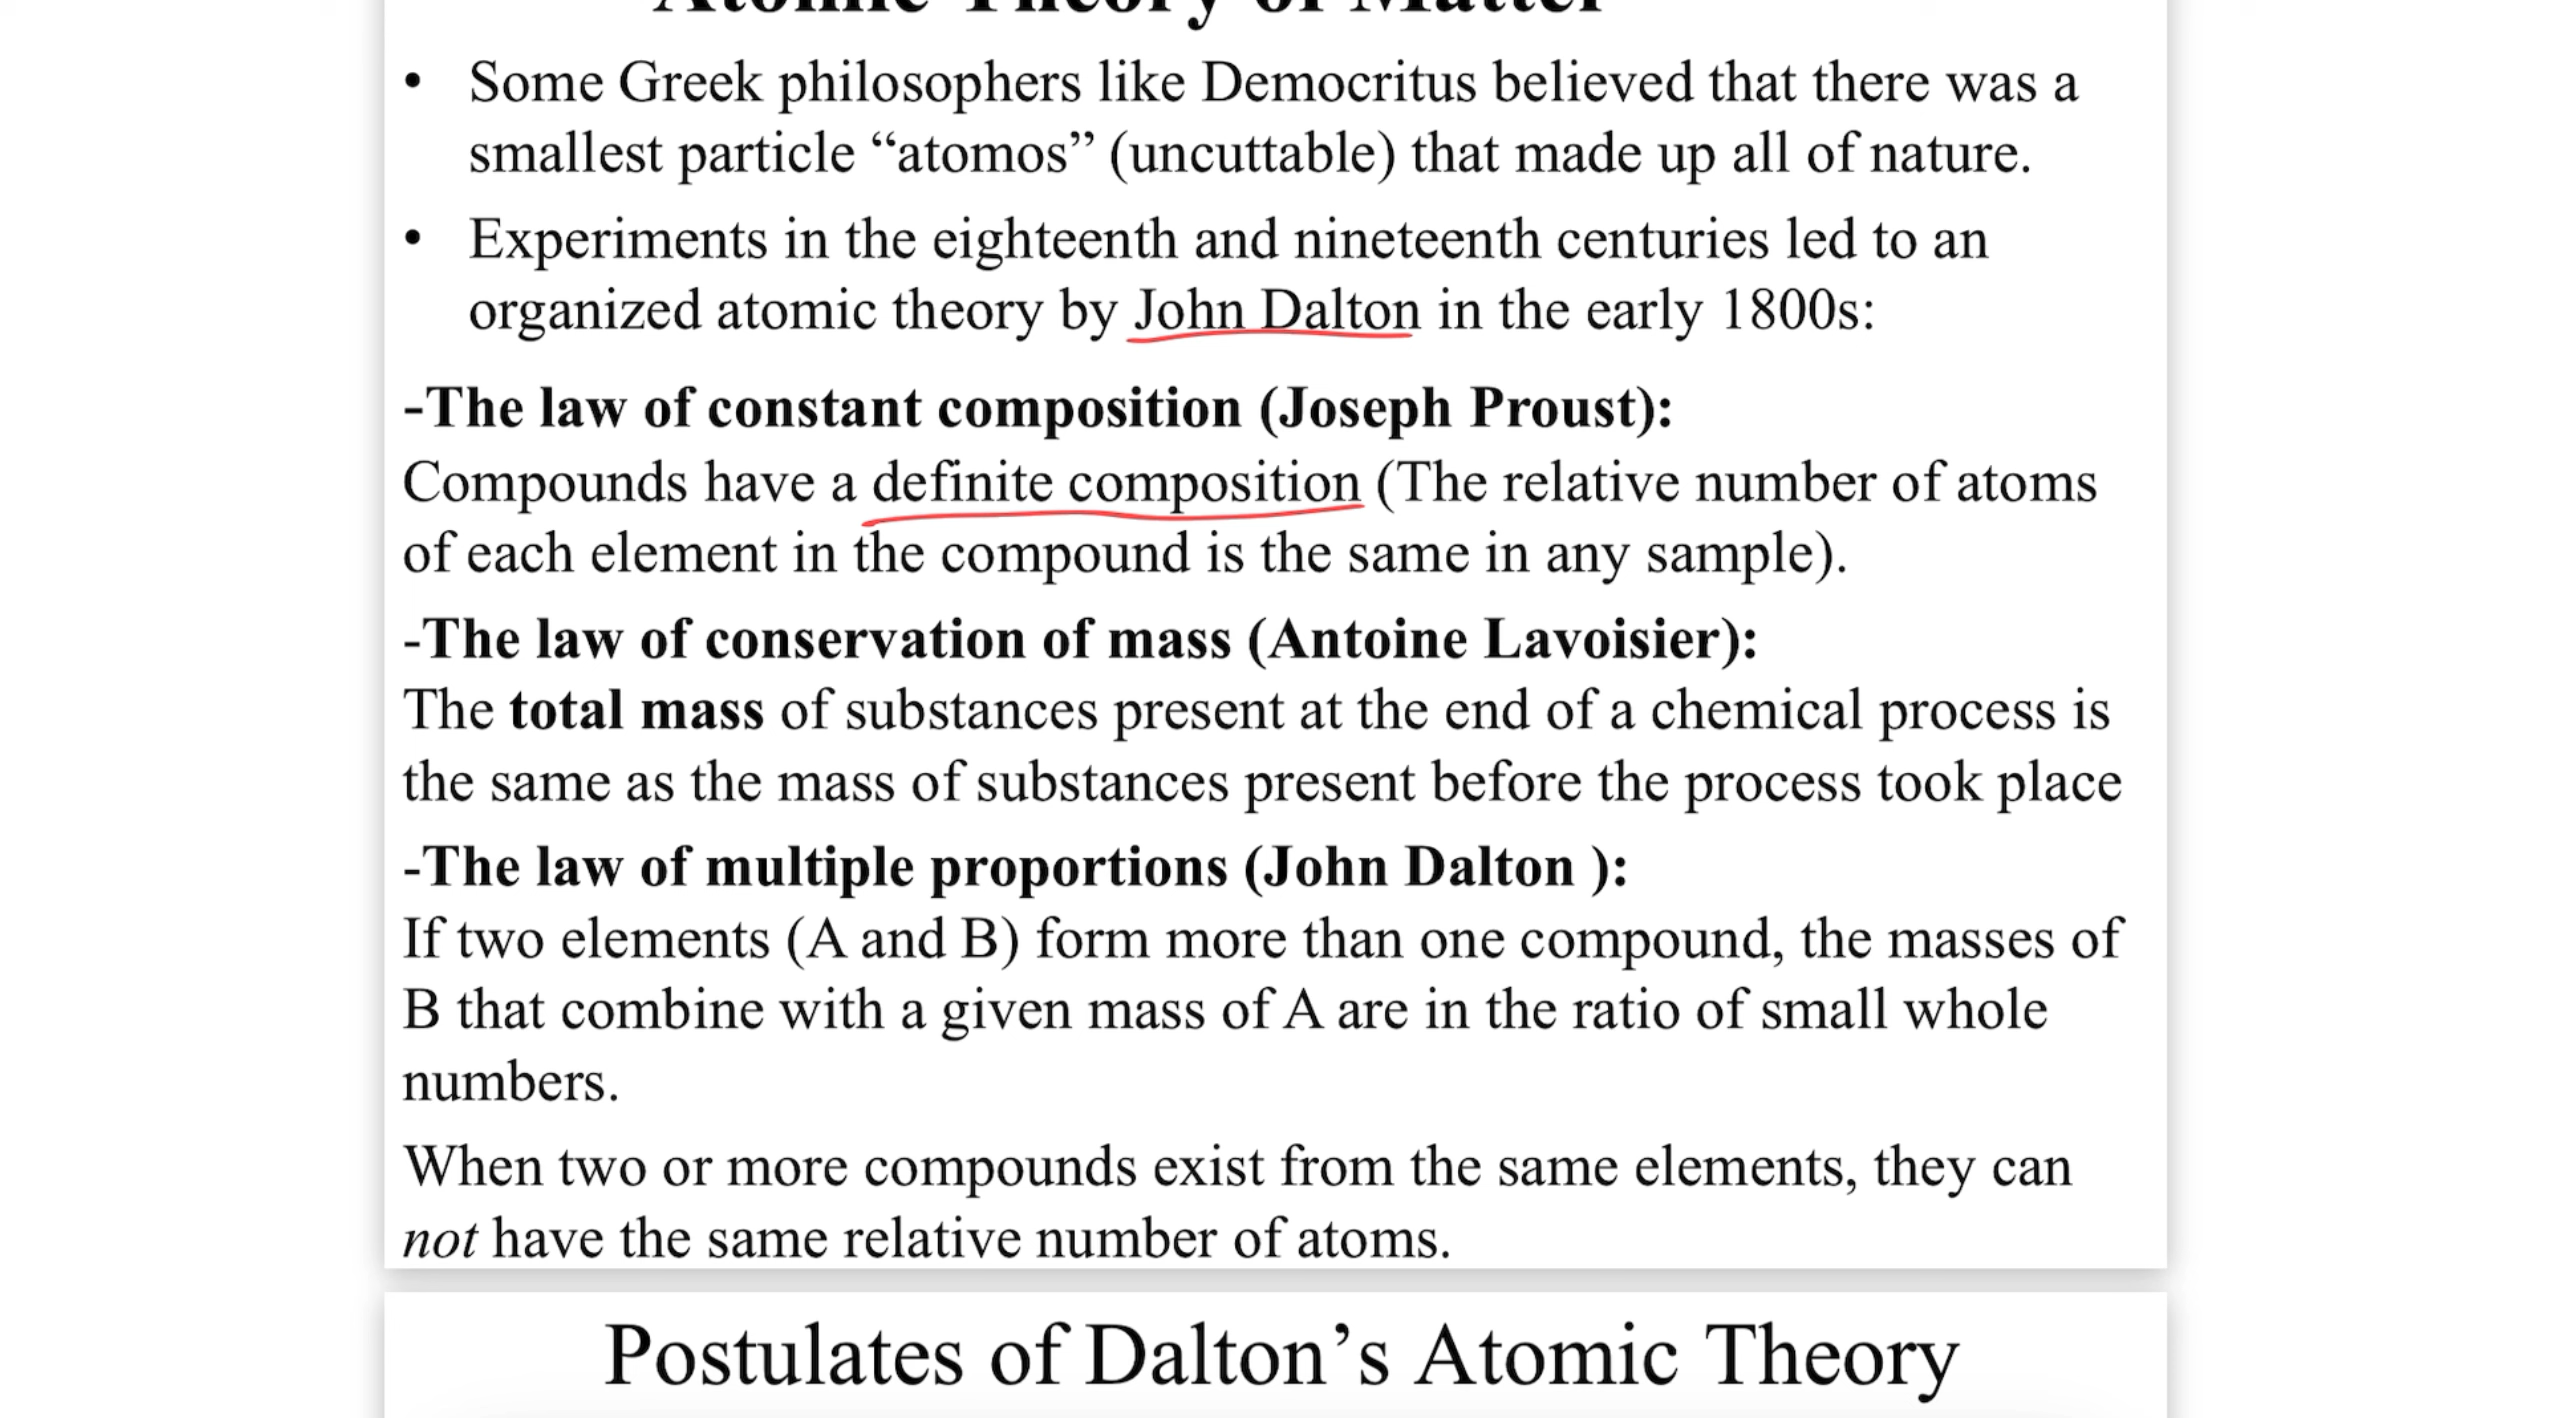 Atomic Theory of Matter
• Some Greek philosophers like Democritus believed that there was a
smallest particle “atomos” (uncuttable) that made up all of nature.
• Experiments in the eighteenth and nineteenth centuries led to an
organized atomic theory by John Dalton in the early 1800s:
-The law of constant composition (Joseph Proust):
Compounds have a definite composition (The relative number of atoms
of each element in the compound is the same in any sample).
-The law of conservation of mass (Antoine Lavoisier):
The total mass of substances present at the end of a chemical process is
the same as the mass of substances present before the process took place
-The law of multiple proportions (John Dalton ):
If two elements (A and B) form more than one compound, the masses of
B that combine with a given mass of A are in the ratio of small whole
numbers.
When two or more compounds exist from the same elements, they can
not have the same relative number of atoms.
Postulates of Dalton’s Atomic Theory